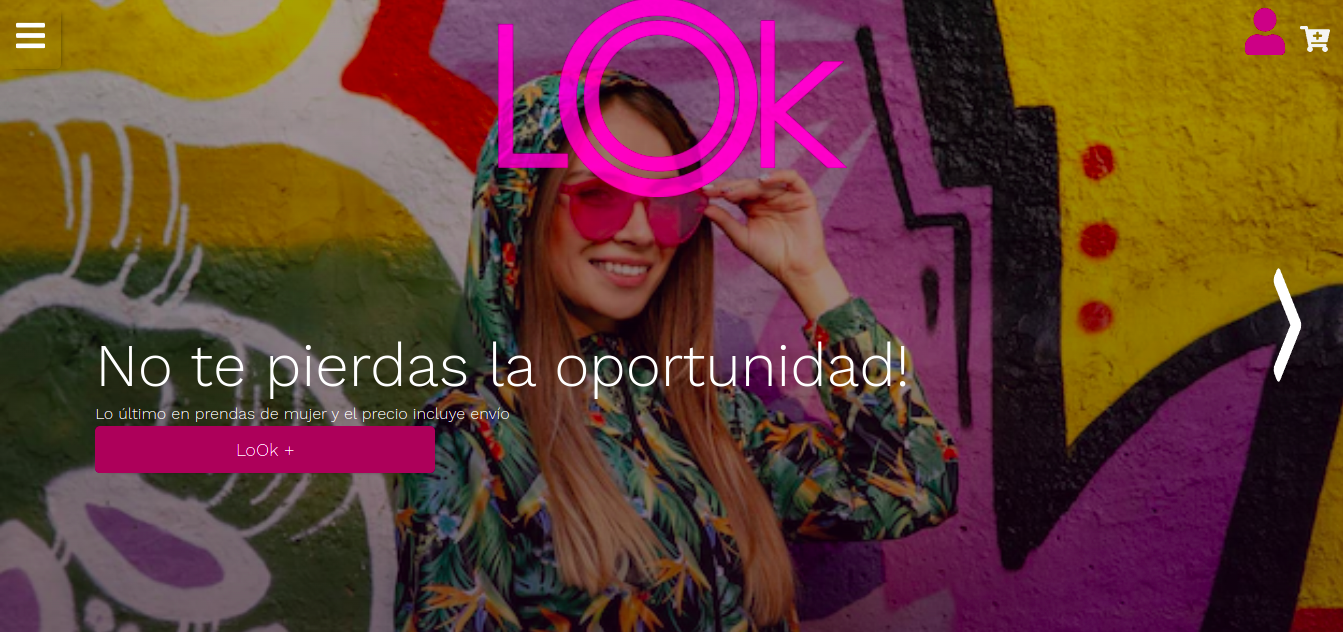 LOOk
No te pierdas la oportunidad!
Lo último en prendas de mujer y el precio incluye envío
LoOk +